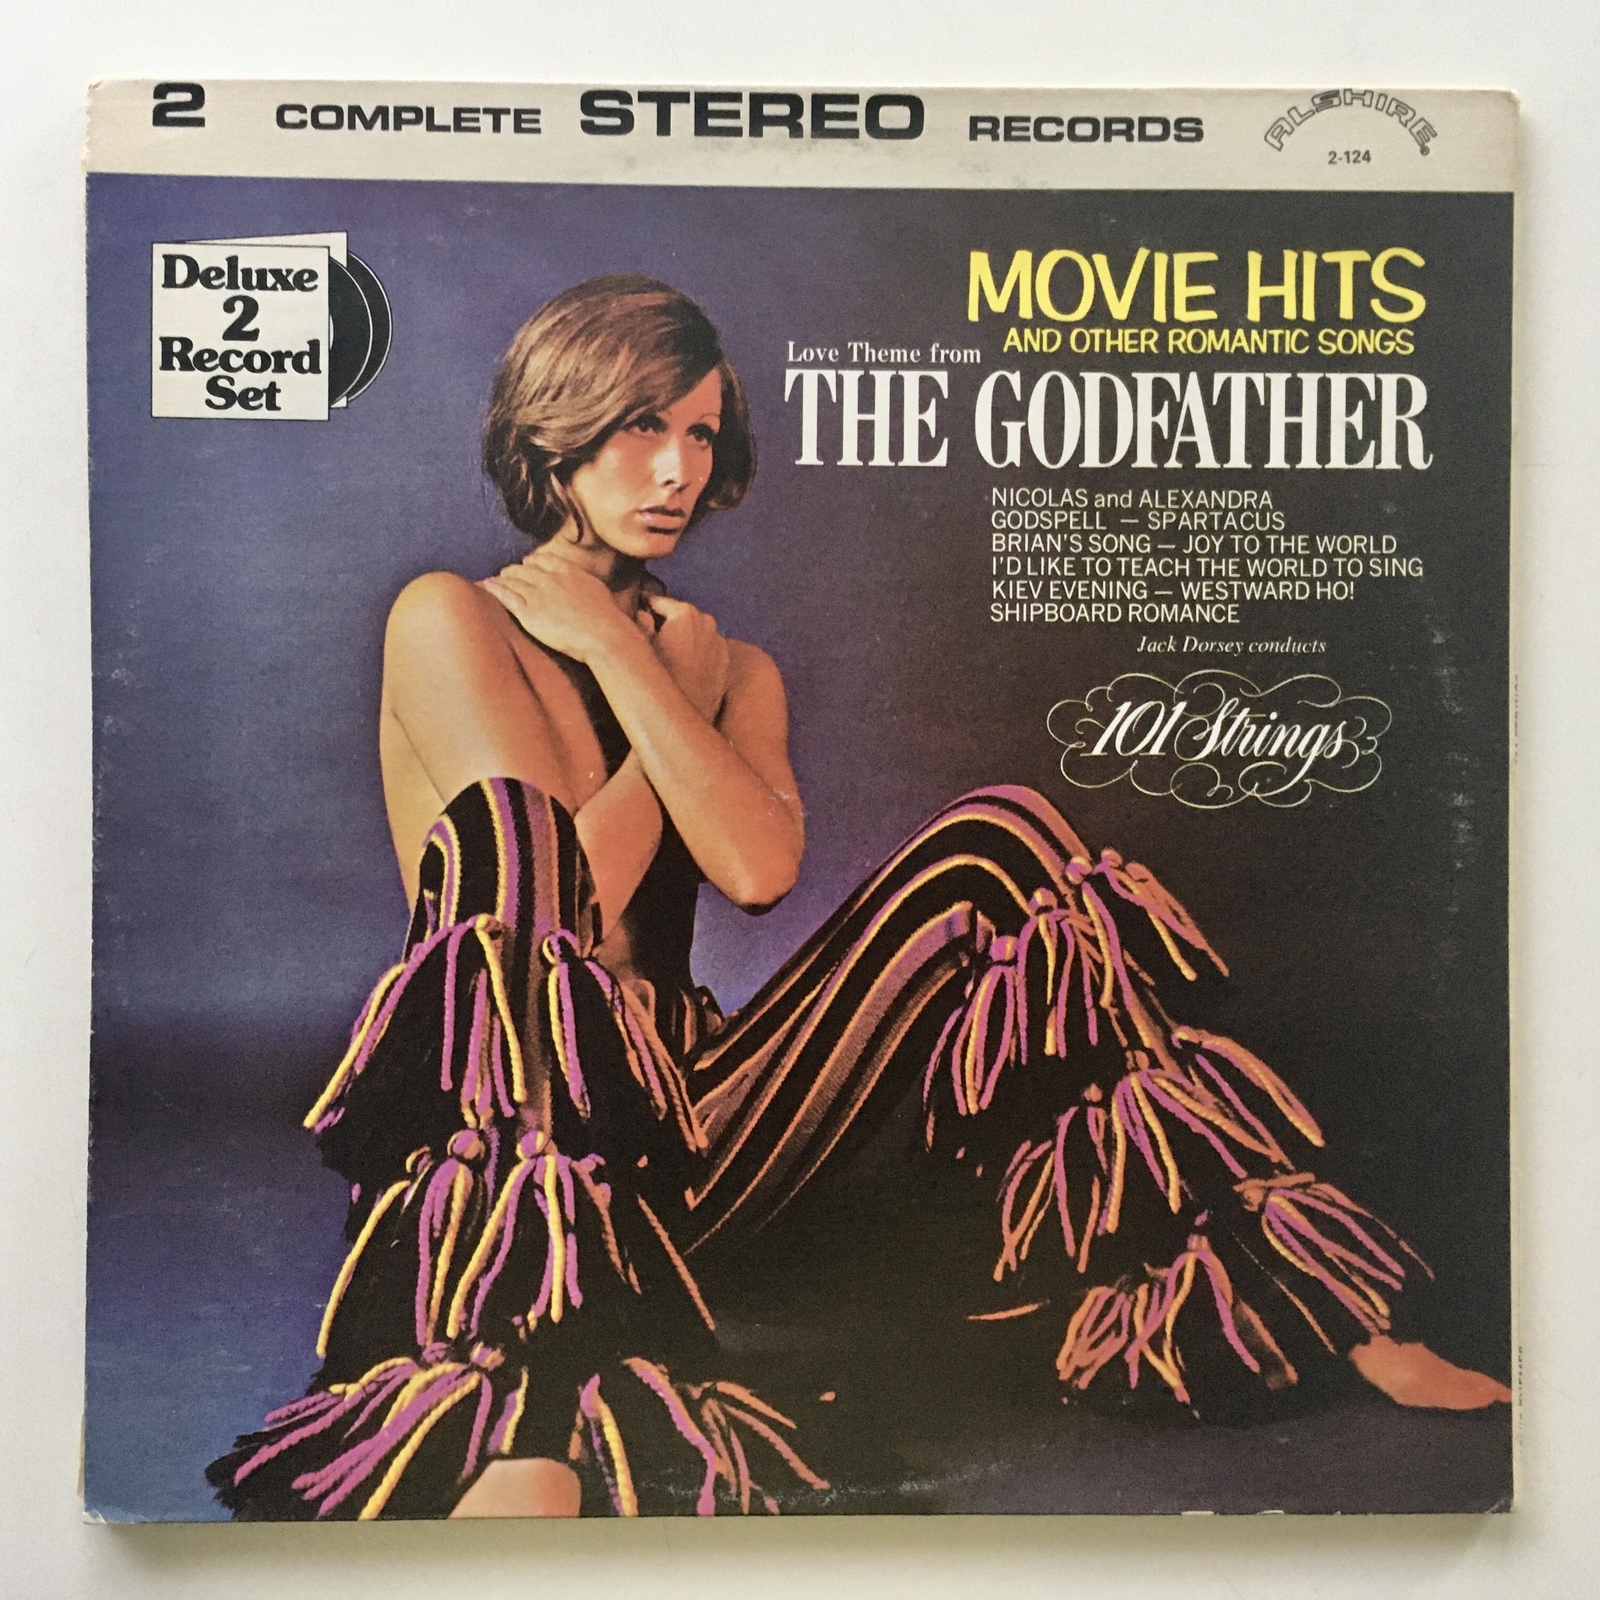 2 COMPLETE STEREO RECORDS
ALSHIRE®
2-124
Deluxe
2
Record
Set
MOVIE HITS
AND OTHER ROMANTIC SONGS
Love Theme from
THE GODFATHER
NICOLAS and ALEXANDRA
GODSPELL — SPARTACUS
BRIAN'S SONG — JOY TO THE WORLD
I'D LIKE TO TEACH THE WORLD TO SING
KIEV EVENING — WESTWARD HO!
SHIPBOARD ROMANCE
Jack Dorsey conducts
101 Strings